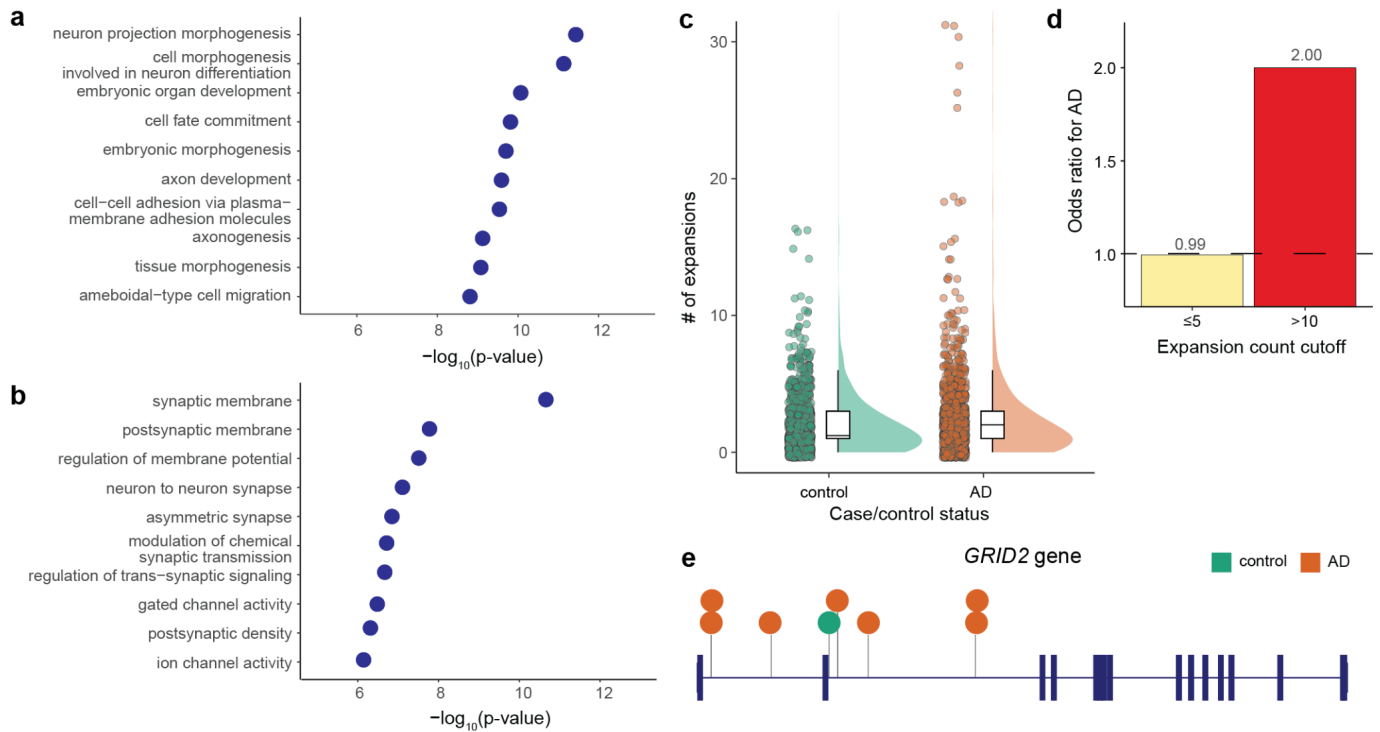 a
neuron projection morphogenesis
cell morphogenesis
involved in neuron differentiation
embryonic organ development
cell fate commitment
embryonic morphogenesis
axon development
cell−cell adhesion via plasma−
membrane adhesion molecules
axonogenesis
tissue morphogenesis
ameboidal−type cell migration
6 8 10 12
−log10(p-value)
b
synaptic membrane
postsynaptic membrane
regulation of membrane potential
neuron to neuron synapse
asymmetric synapse
modulation of chemical
synaptic transmission
regulation of trans−synaptic signaling
gated channel activity
postsynaptic density
ion channel activity
6 8 10 12
−log10(p-value)
c
# of expansions
30
20
10
0
control AD
Case/control status
d
Odds ratio for AD
2.0
1.5
1.0
0.99
2.00
≤5 >10
Expansion count cutoff
e
GRID2 gene
control AD